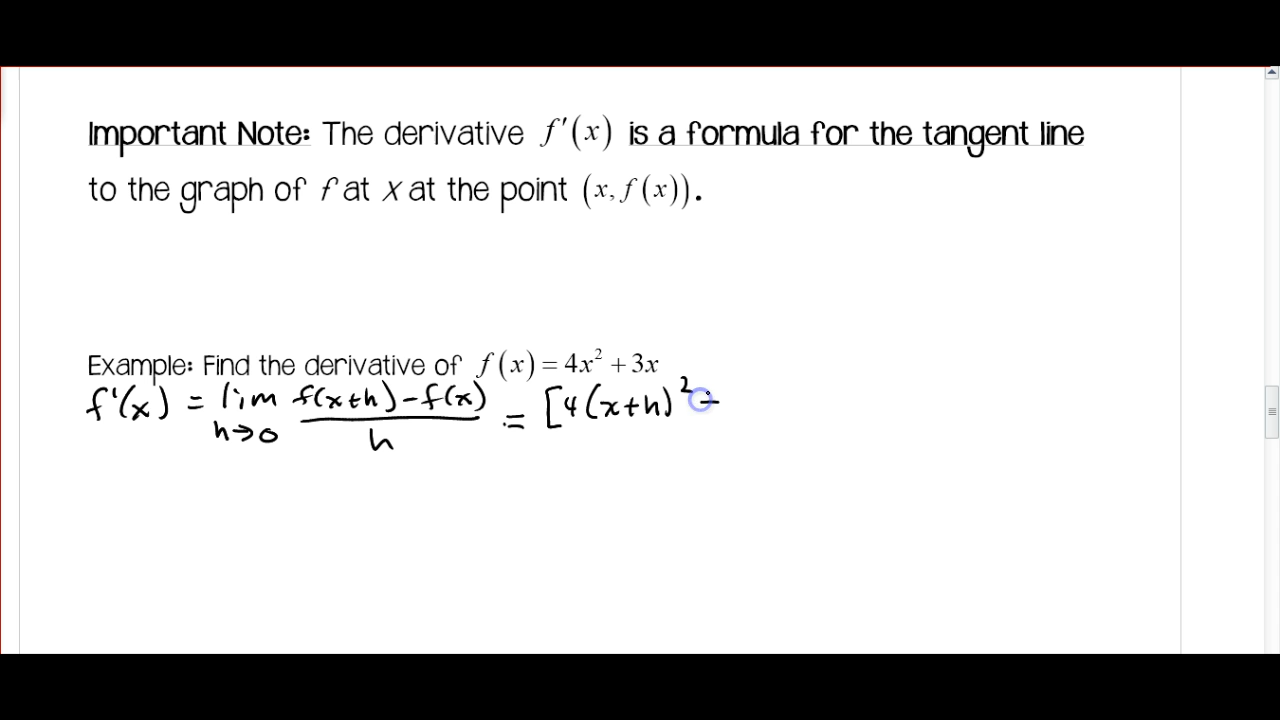 Important Note: The derivative f′(x) is a formula for the tangent line
to the graph of f at x at the point (x, f(x)).
Example: Find the derivative of f(x) = 4x² + 3x
f'(x) = lim h→0 f(x+h) - f(x) / h = [4(x+h)²